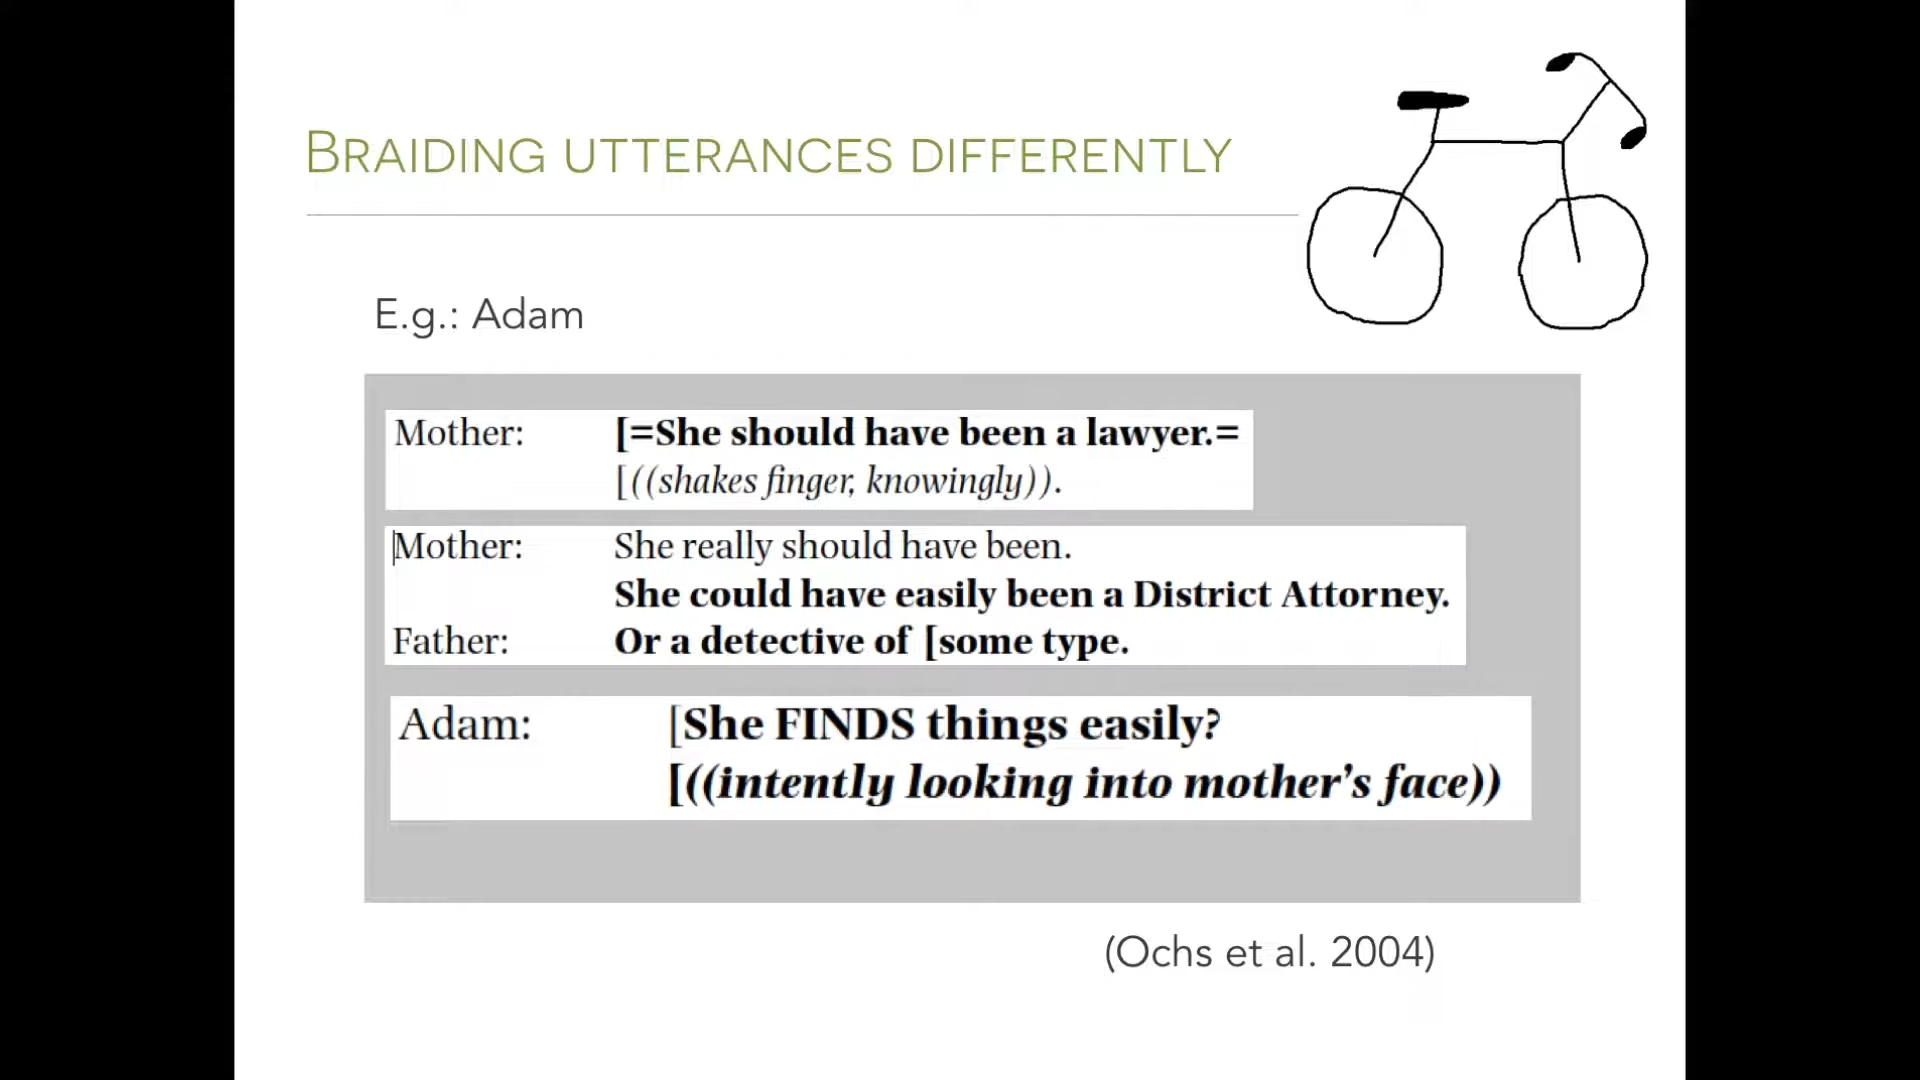 BRAIDING UTTERANCES DIFFERENTLY
E.g.: Adam
Mother: [=She should have been a lawyer.=
[((shakes finger, knowingly)).
Mother: She really should have been.
She could have easily been a District Attorney.
Father: Or a detective of [some type.
Adam: [She FINDS things easily?
[((intently looking into mother's face))
(Ochs et al. 2004)